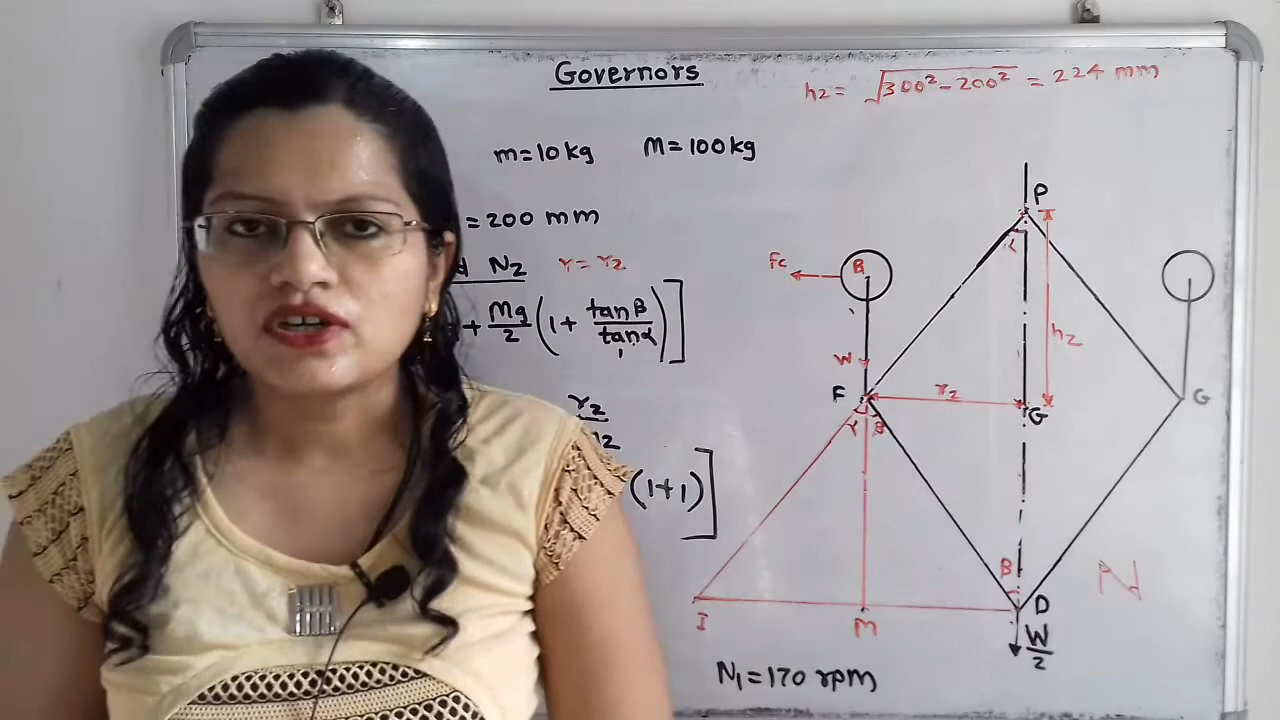 Governors
h2 = √300² - 200² = 224 mm
m = 10 kg M = 100 kg
= 200 mm
N2 r = r2
+ Mg/2 (1 + tanβ/tanα)]
r2
(1+1)]
P
α
B
Fc
h2
W
F
r2
G
G
γ
β
β
N
I
M
D
W/2
N1 = 170 rpm